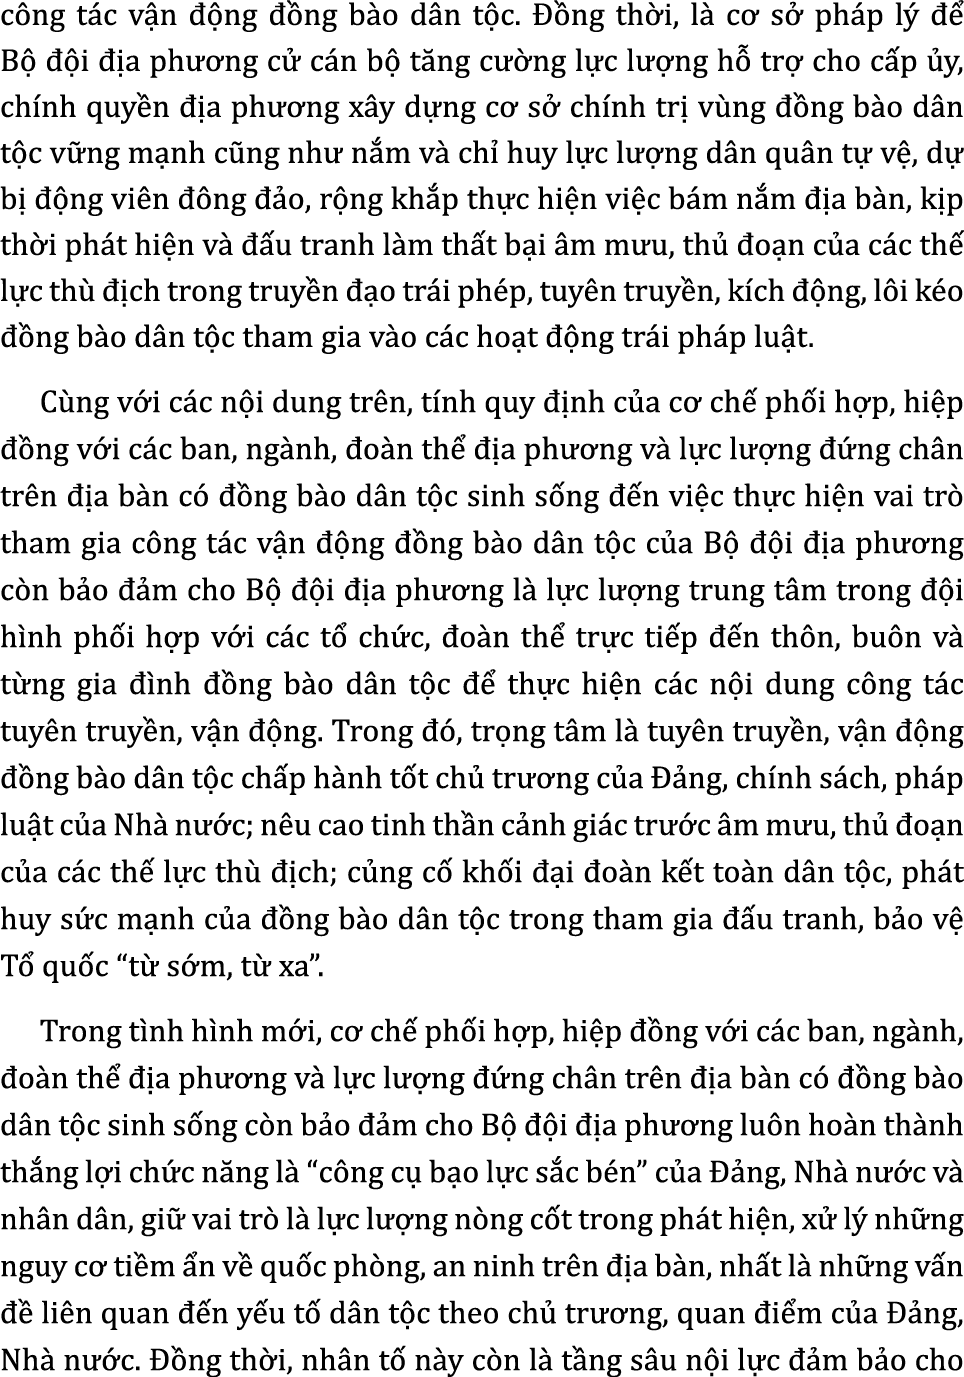 công tác vận động đồng bào dân tộc. Đồng thời, là cơ sở pháp lý để
Bộ đội địa phương cử cán bộ tăng cường lực lượng hỗ trợ cho cấp ủy,
chính quyền địa phương xây dựng cơ sở chính trị vùng đồng bào dân
tộc vững mạnh cũng như nắm và chỉ huy lực lượng dân quân tự vệ, dự
bị động viên đông đảo, rộng khắp thực hiện việc bám nắm địa bàn, kịp
thời phát hiện và đấu tranh làm thất bại âm mưu, thủ đoạn của các thế
lực thù địch trong truyền đạo trái phép, tuyên truyền, kích động, lôi kéo
đồng bào dân tộc tham gia vào các hoạt động trái pháp luật.
Cùng với các nội dung trên, tính quy định của cơ chế phối hợp, hiệp
đồng với các ban, ngành, đoàn thể địa phương và lực lượng đứng chân
trên địa bàn có đồng bào dân tộc sinh sống đến việc thực hiện vai trò
tham gia công tác vận động đồng bào dân tộc của Bộ đội địa phương
còn bảo đảm cho Bộ đội địa phương là lực lượng trung tâm trong đội
hình phối hợp với các tổ chức, đoàn thể trực tiếp đến thôn, buôn và
từng gia đình đồng bào dân tộc để thực hiện các nội dung công tác
tuyên truyền, vận động. Trong đó, trọng tâm là tuyên truyền, vận động
đồng bào dân tộc chấp hành tốt chủ trương của Đảng, chính sách, pháp
luật của Nhà nước; nêu cao tinh thần cảnh giác trước âm mưu, thủ đoạn
của các thế lực thù địch; củng cố khối đại đoàn kết toàn dân tộc, phát
huy sức mạnh của đồng bào dân tộc trong tham gia đấu tranh, bảo vệ
Tổ quốc “từ sớm, từ xa”.
Trong tình hình mới, cơ chế phối hợp, hiệp đồng với các ban, ngành,
đoàn thể địa phương và lực lượng đứng chân trên địa bàn có đồng bào
dân tộc sinh sống còn bảo đảm cho Bộ đội địa phương luôn hoàn thành
thắng lợi chức năng là “công cụ bạo lực sắc bén” của Đảng, Nhà nước và
nhân dân, giữ vai trò là lực lượng nòng cốt trong phát hiện, xử lý những
nguy cơ tiềm ẩn về quốc phòng, an ninh trên địa bàn, nhất là những vấn
đề liên quan đến yếu tố dân tộc theo chủ trương, quan điểm của Đảng,
Nhà nước. Đồng thời, nhân tố này còn là tầng sâu nội lực đảm bảo cho